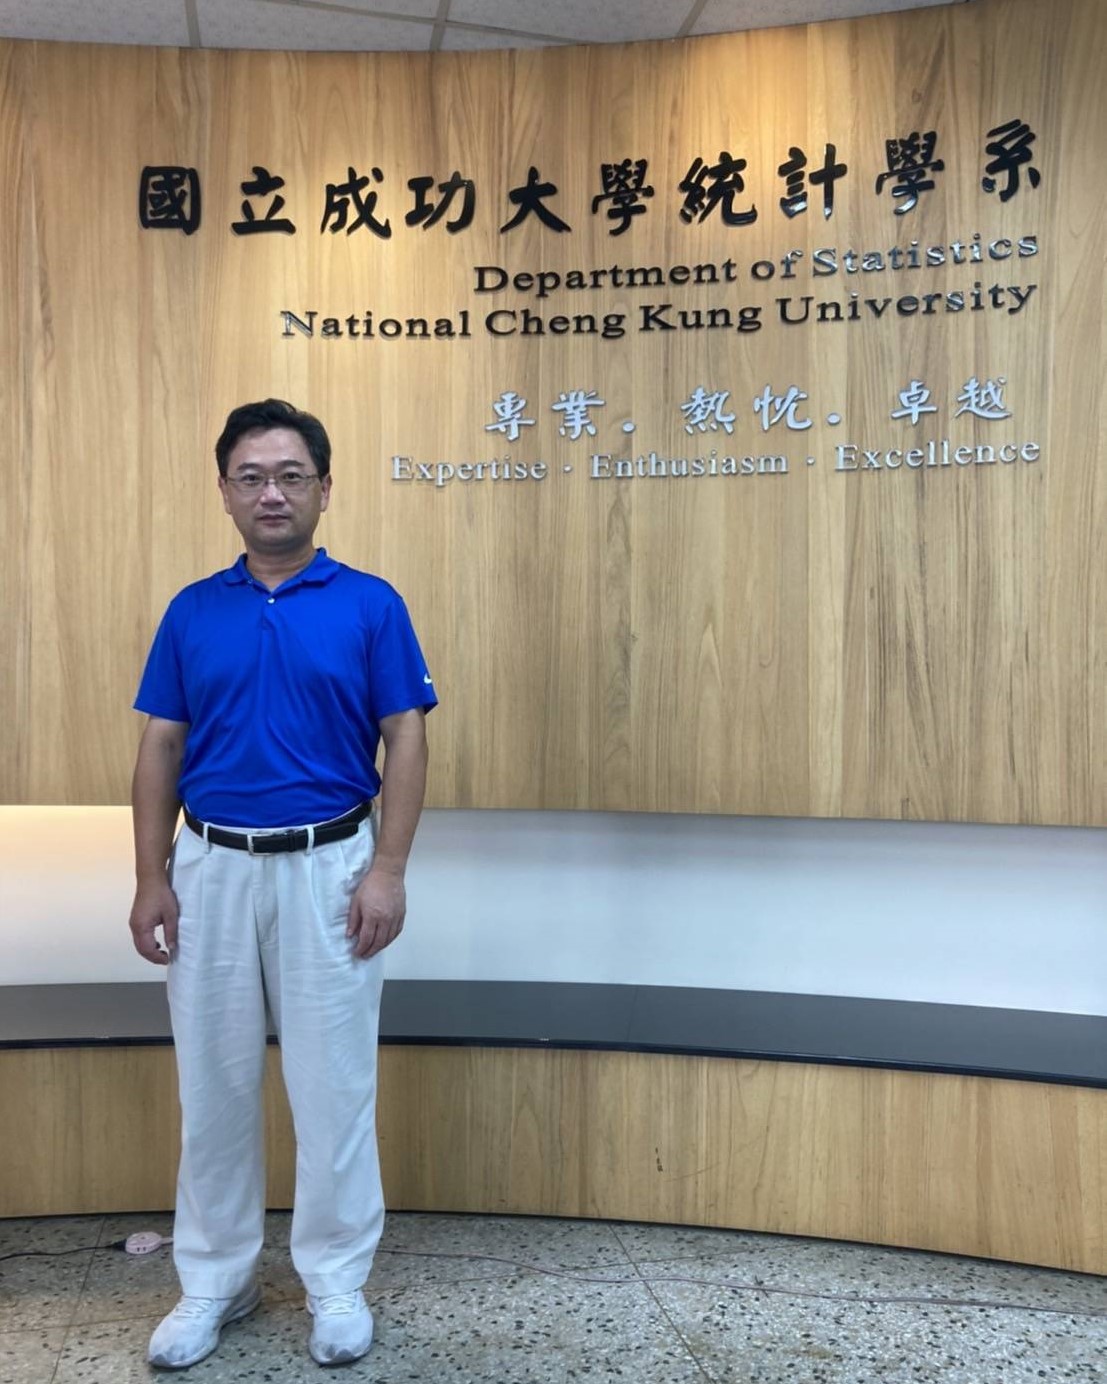 國立成功大學統計學系
Department of Statistics
National Cheng Kung University
專業．熱忱．卓越
Expertise · Enthusiasm · Excellence